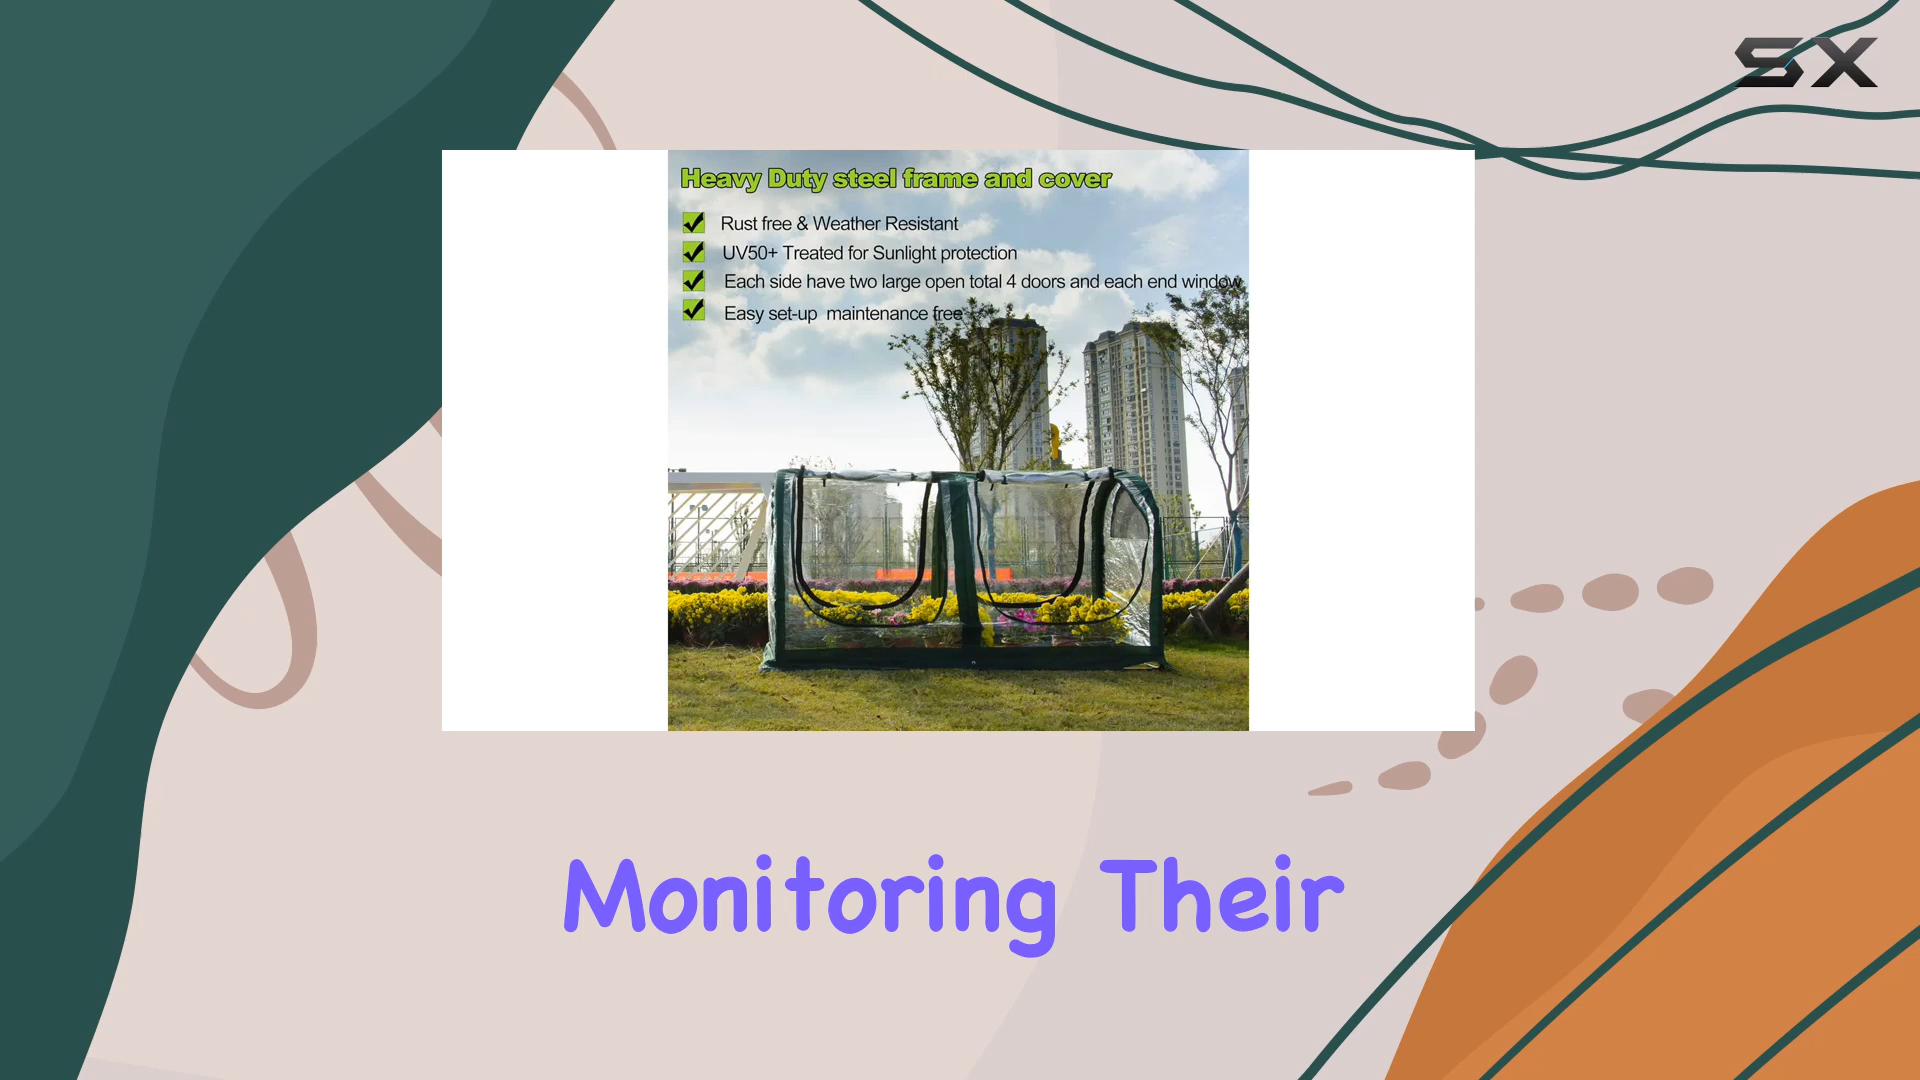 SX
Heavy Duty steel frame and cover
Rust free & Weather Resistant
UV50+ Treated for Sunlight protection
Each side have two large open total 4 doors and each end window
Easy set-up maintenance free
Monitoring Their